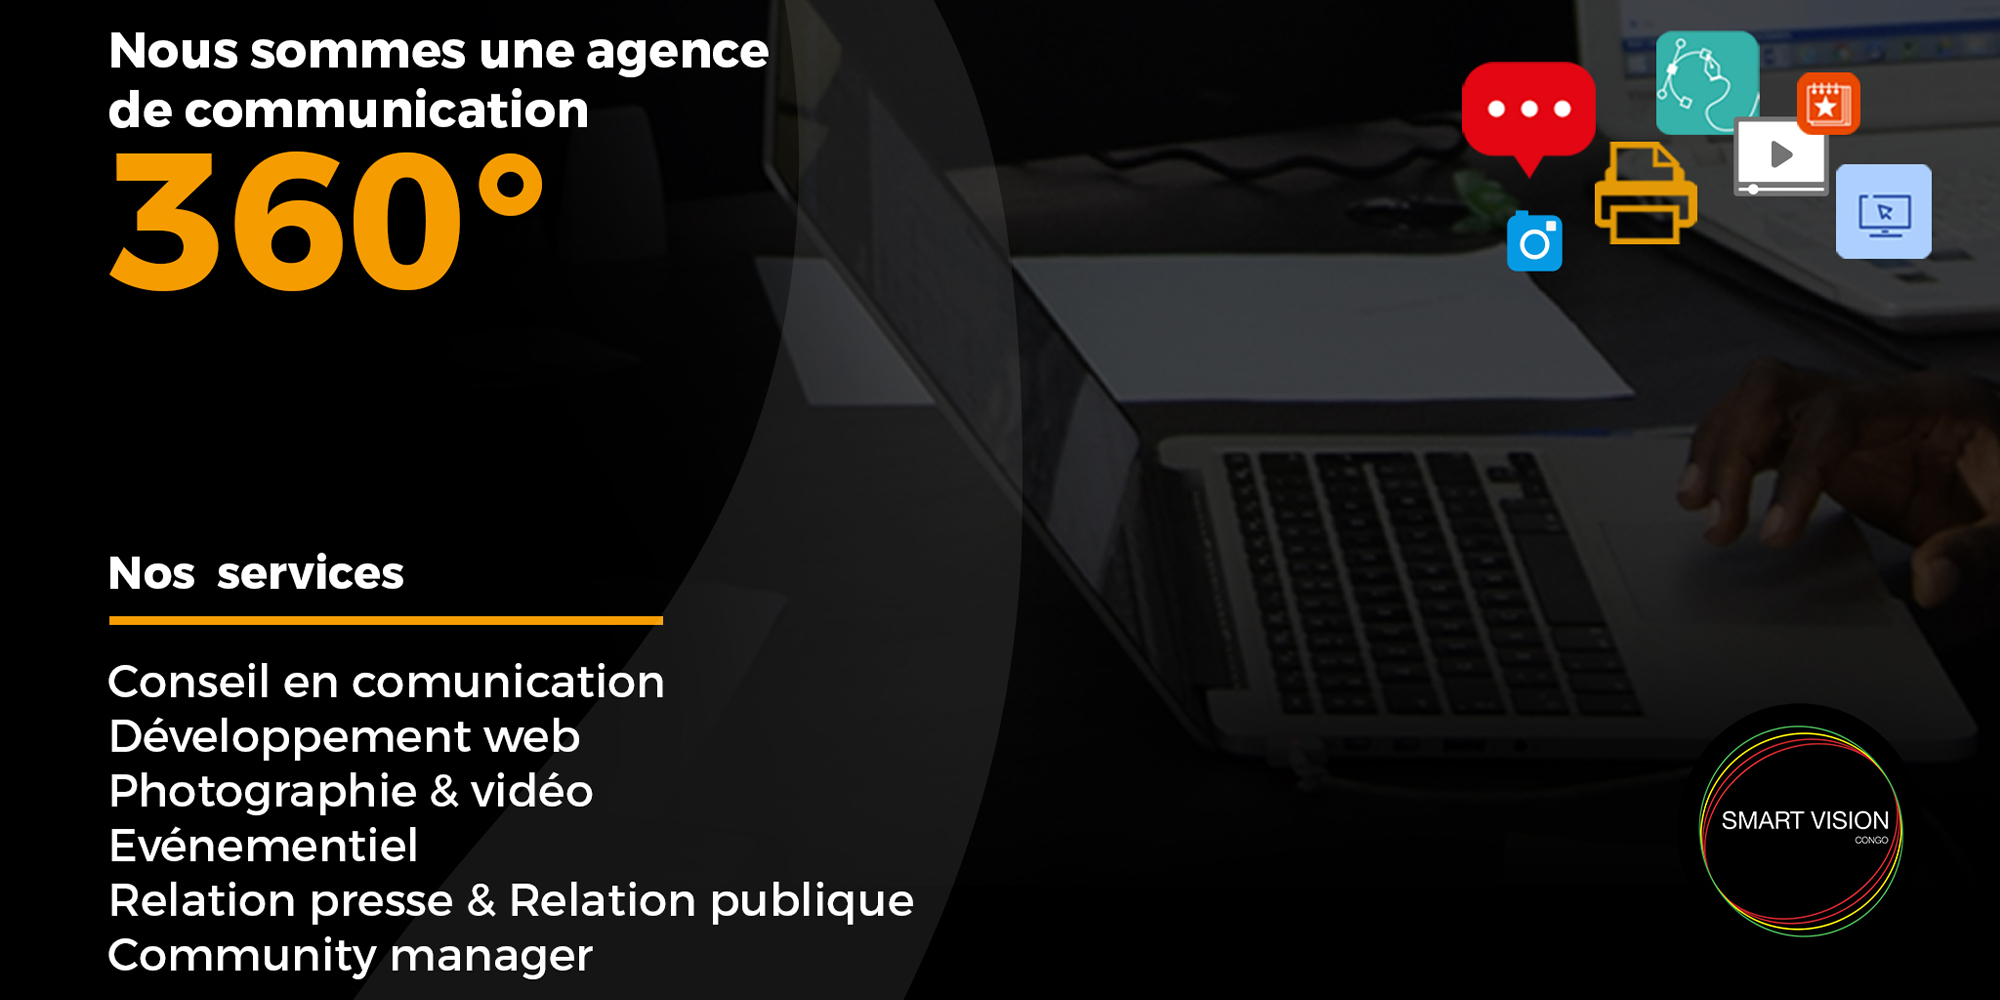 Nous sommes une agence
de communication
360°
Nos services
Conseil en comunication
Développement web
Photographie & vidéo
Evénementiel
Relation presse & Relation publique
Community manager
SMART VISION
CONGO